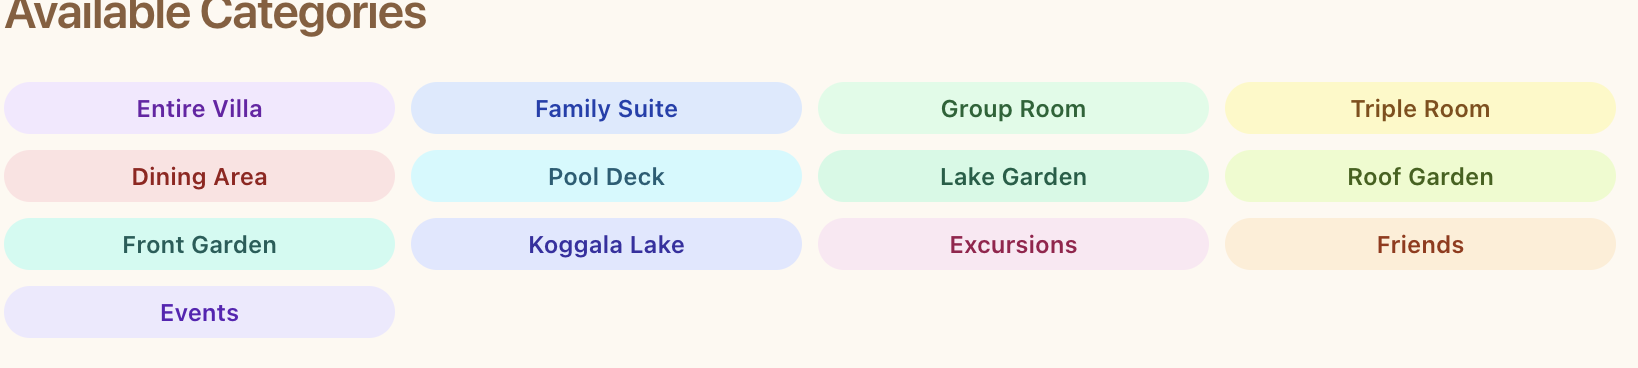 Available Categories
Entire Villa
Family Suite
Group Room
Triple Room
Dining Area
Pool Deck
Lake Garden
Roof Garden
Front Garden
Koggala Lake
Excursions
Friends
Events